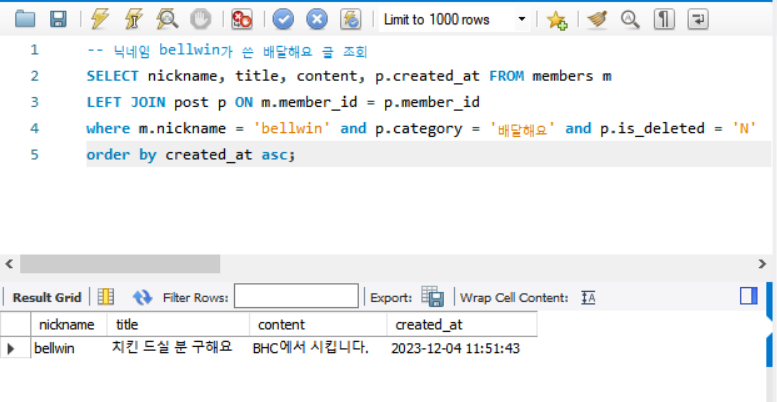 Limit to 1000 rows
1 -- 닉네임 bellwin가 쓴 배달해요 글 조회
2 SELECT nickname, title, content, p.created_at FROM members m
3 LEFT JOIN post p ON m.member_id = p.member_id
4 where m.nickname = 'bellwin' and p.category = '배달해요' and p.is_deleted = 'N'
5 order by created_at asc;
Result Grid Filter Rows: Export: Wrap Cell Content:
nickname title content created_at
bellwin 치킨 드실 분 구해요 BHC에서 시킵니다. 2023-12-04 11:51:43